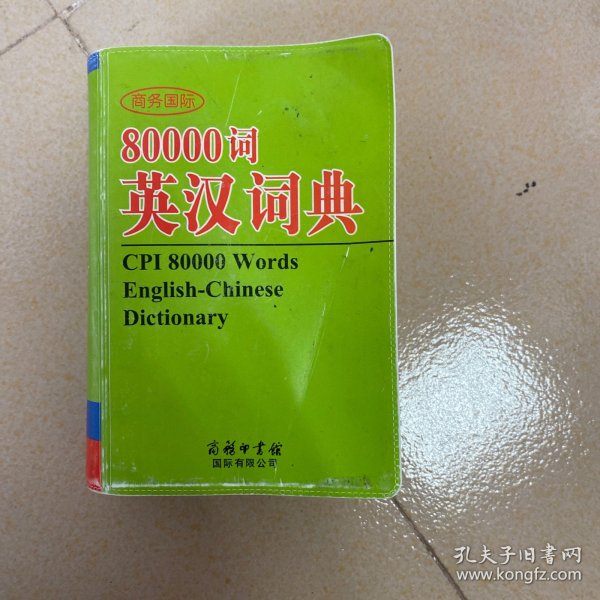 商务国际
80000词
英汉词典
CPI 80000 Words
English-Chinese
Dictionary
商务印书馆
国际有限公司
孔夫子旧书网
www.kongfz.com